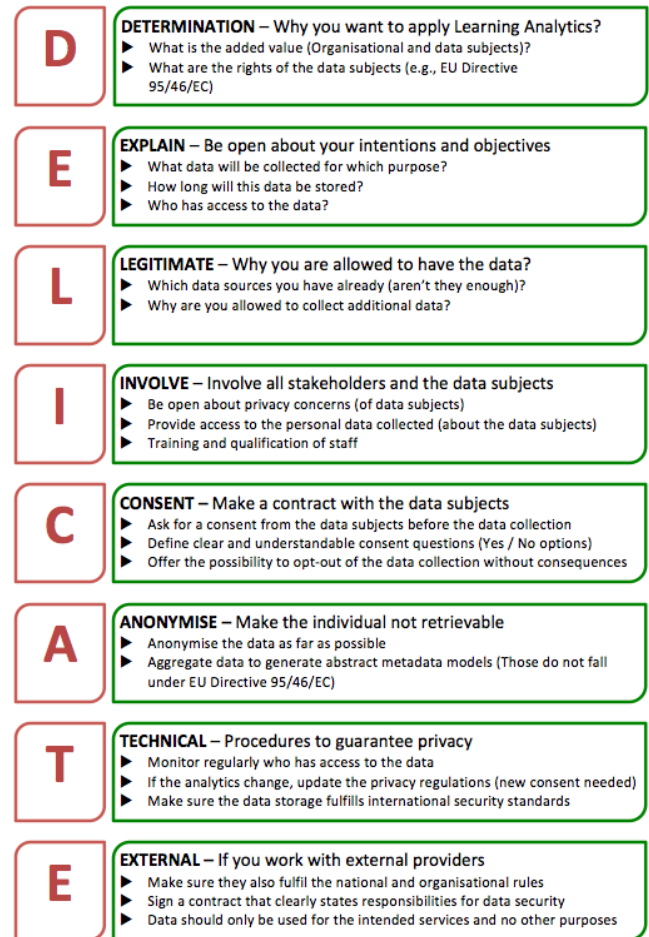 D
DETERMINATION – Why you want to apply Learning Analytics?
▶ What is the added value (Organisational and data subjects)?
▶ What are the rights of the data subjects (e.g., EU Directive
95/46/EC)
E
EXPLAIN – Be open about your intentions and objectives
▶ What data will be collected for which purpose?
▶ How long will this data be stored?
▶ Who has access to the data?
L
LEGITIMATE – Why you are allowed to have the data?
▶ Which data sources you have already (aren't they enough)?
▶ Why are you allowed to collect additional data?
I
INVOLVE – Involve all stakeholders and the data subjects
▶ Be open about privacy concerns (of data subjects)
▶ Provide access to the personal data collected (about the data subjects)
▶ Training and qualification of staff
C
CONSENT – Make a contract with the data subjects
▶ Ask for a consent from the data subjects before the data collection
▶ Define clear and understandable consent questions (Yes / No options)
▶ Offer the possibility to opt-out of the data collection without consequences
A
ANONYMISE – Make the individual not retrievable
▶ Anonymise the data as far as possible
▶ Aggregate data to generate abstract metadata models (Those do not fall
under EU Directive 95/46/EC)
T
TECHNICAL – Procedures to guarantee privacy
▶ Monitor regularly who has access to the data
▶ If the analytics change, update the privacy regulations (new consent needed)
▶ Make sure the data storage fulfills international security standards
E
EXTERNAL – If you work with external providers
▶ Make sure they also fulfil the national and organisational rules
▶ Sign a contract that clearly states responsibilities for data security
▶ Data should only be used for the intended services and no other purposes